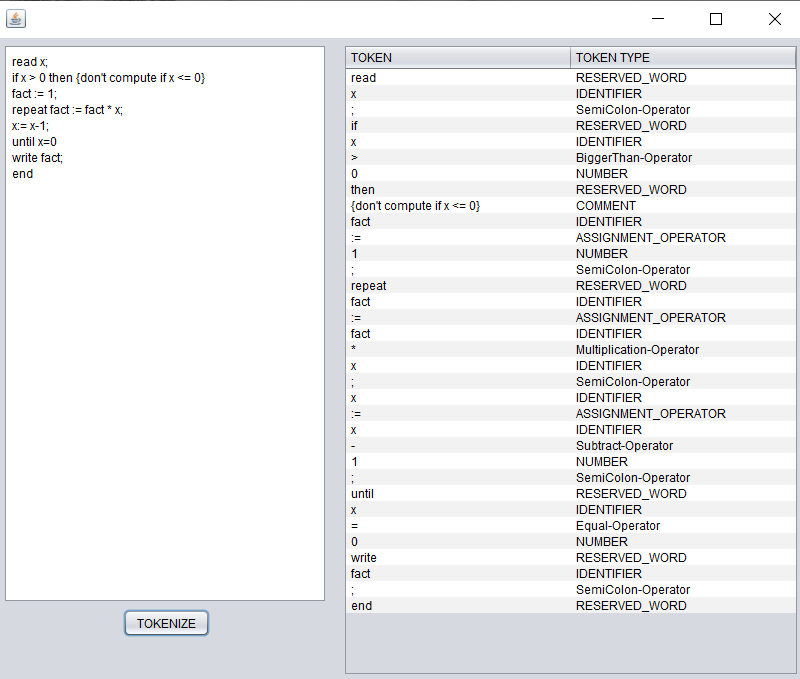 read x;
if x > 0 then {don't compute if x <= 0}
fact := 1;
repeat fact := fact * x;
x:= x-1;
until x=0
write fact;
end
TOKENIZE
TOKEN TOKEN TYPE
read RESERVED_WORD
x IDENTIFIER
; SemiColon-Operator
if RESERVED_WORD
x IDENTIFIER
> BiggerThan-Operator
0 NUMBER
then RESERVED_WORD
{don't compute if x <= 0} COMMENT
fact IDENTIFIER
:= ASSIGNMENT_OPERATOR
1 NUMBER
; SemiColon-Operator
repeat RESERVED_WORD
fact IDENTIFIER
:= ASSIGNMENT_OPERATOR
fact IDENTIFIER
* Multiplication-Operator
x IDENTIFIER
; SemiColon-Operator
x IDENTIFIER
:= ASSIGNMENT_OPERATOR
x IDENTIFIER
- Subtract-Operator
1 NUMBER
; SemiColon-Operator
until RESERVED_WORD
x IDENTIFIER
= Equal-Operator
0 NUMBER
write RESERVED_WORD
fact IDENTIFIER
; SemiColon-Operator
end RESERVED_WORD